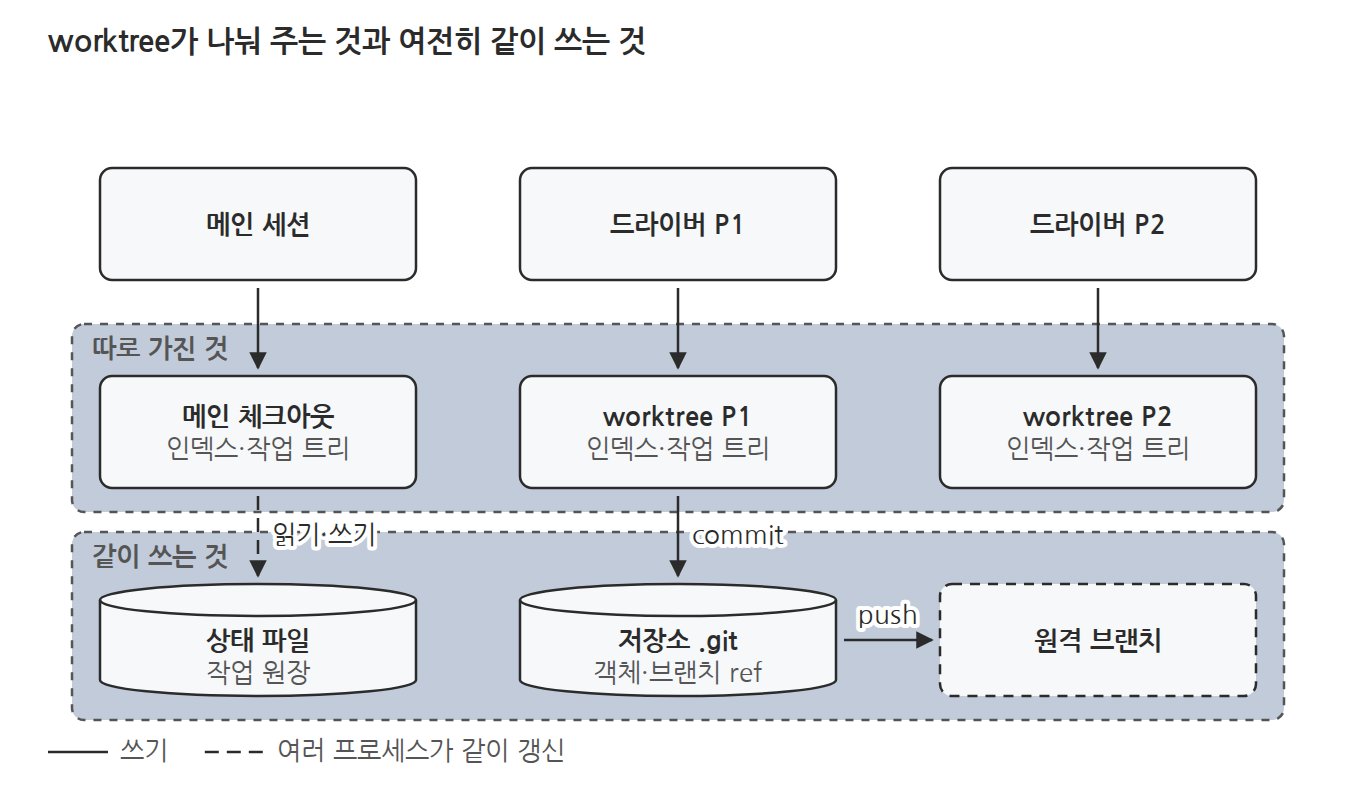 worktree가 나눠 주는 것과 여전히 같이 쓰는 것
메인 세션
드라이버 P1
드라이버 P2
따로 가진 것
메인 체크아웃
인덱스·작업 트리
worktree P1
인덱스·작업 트리
worktree P2
인덱스·작업 트리
읽기·쓰기
commit
같이 쓰는 것
상태 파일
작업 원장
저장소 .git
객체·브랜치 ref
push
원격 브랜치
쓰기
여러 프로세스가 같이 갱신